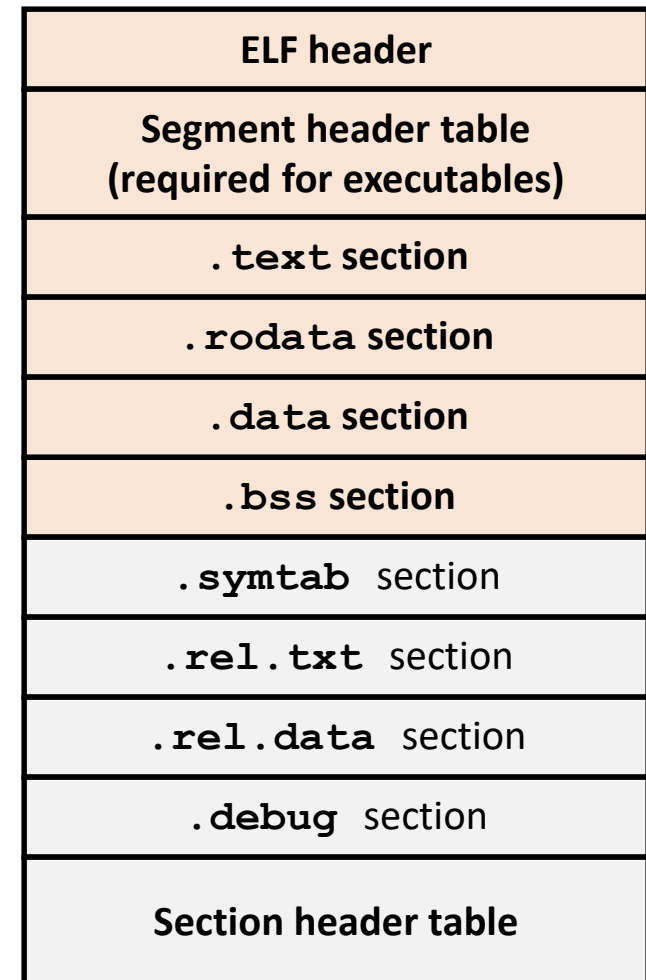 ELF header
Segment header table
(required for executables)
.text section
.rodata section
.data section
.bss section
.symtab section
.rel.txt section
.rel.data section
.debug section
Section header table